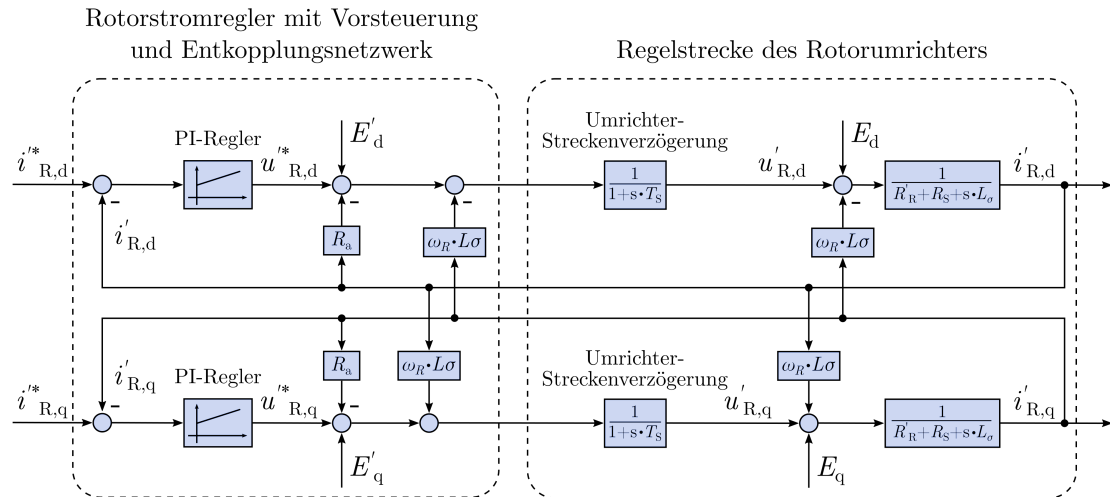 Rotorstromregler mit Vorsteuerung
und Entkopplungsnetzwerk
Regelstrecke des Rotorumrichters
PI-Regler
E'd
Umrichter-
Streckenverzögerung
Ed
i'*R,d
u'*R,d
1/(1+s•TS)
u'R,d
1/(R'R+RS+s•Lσ)
i'R,d
-
-
-
-
i'R,d
Ra
ωR•Lσ
ωR•Lσ
i'R,q
Ra
ωR•Lσ
Umrichter-
Streckenverzögerung
ωR•Lσ
PI-Regler
i'*R,q
-
u'*R,q
-
1/(1+s•TS)
u'R,q
1/(R'R+RS+s•Lσ)
i'R,q
E'q
Eq